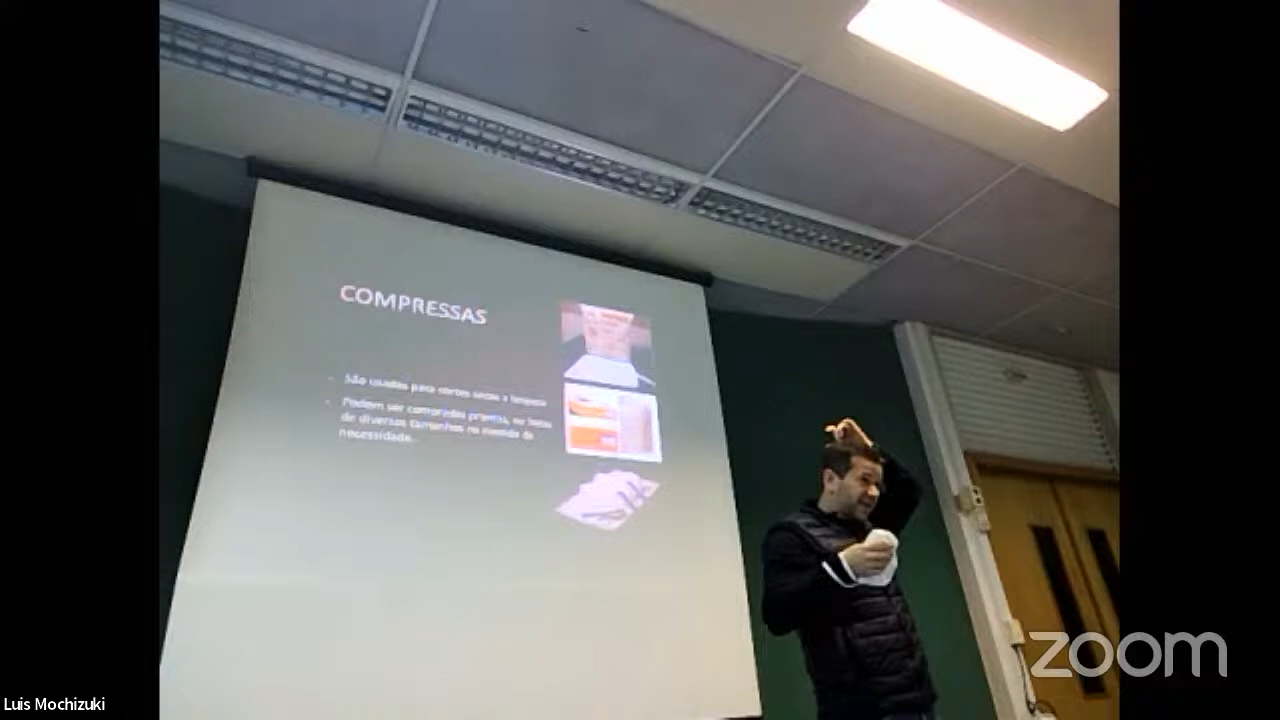 COMPRESSAS
- São usadas para cortes secos e limpeza
- Podem ser compradas prontas, ou feitas
de diversos tamanhos na medida da
necessidade.
zoom
Luis Mochizuki